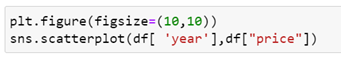 plt.figure(figsize=(10,10))
sns.scatterplot(df[ 'year'],df["price"])